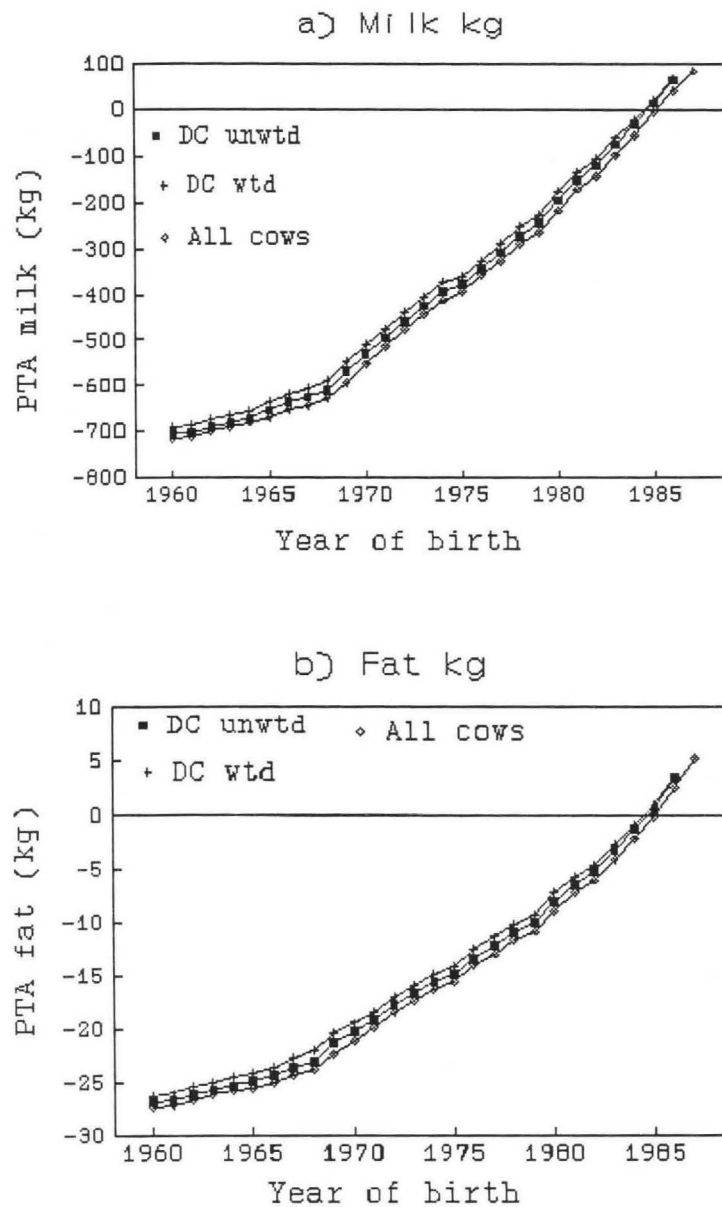 a) Milk kg
100
0
-100
-200
-300
-400
-500
-600
-700
-800
PTA milk (kg)
DC unwtd
DC wtd
All cows
1960 1965 1970 1975 1980 1985
Year of birth
b) Fat kg
10
5
0
-5
-10
-15
-20
-25
-30
PTA fat (kg)
DC unwtd All cows
DC wtd
1960 1965 1970 1975 1980 1985
Year of birth